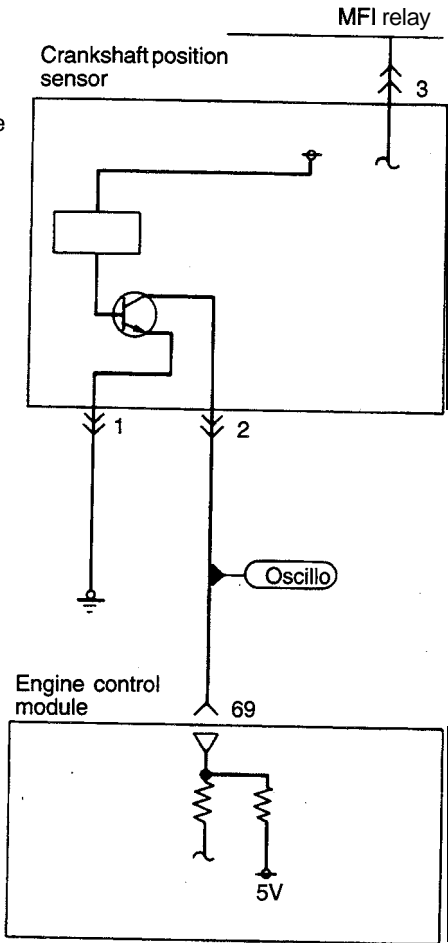 MFI relay
Crankshaft position
sensor
3
e
1
2
Oscillo
Engine control
module
69
5V